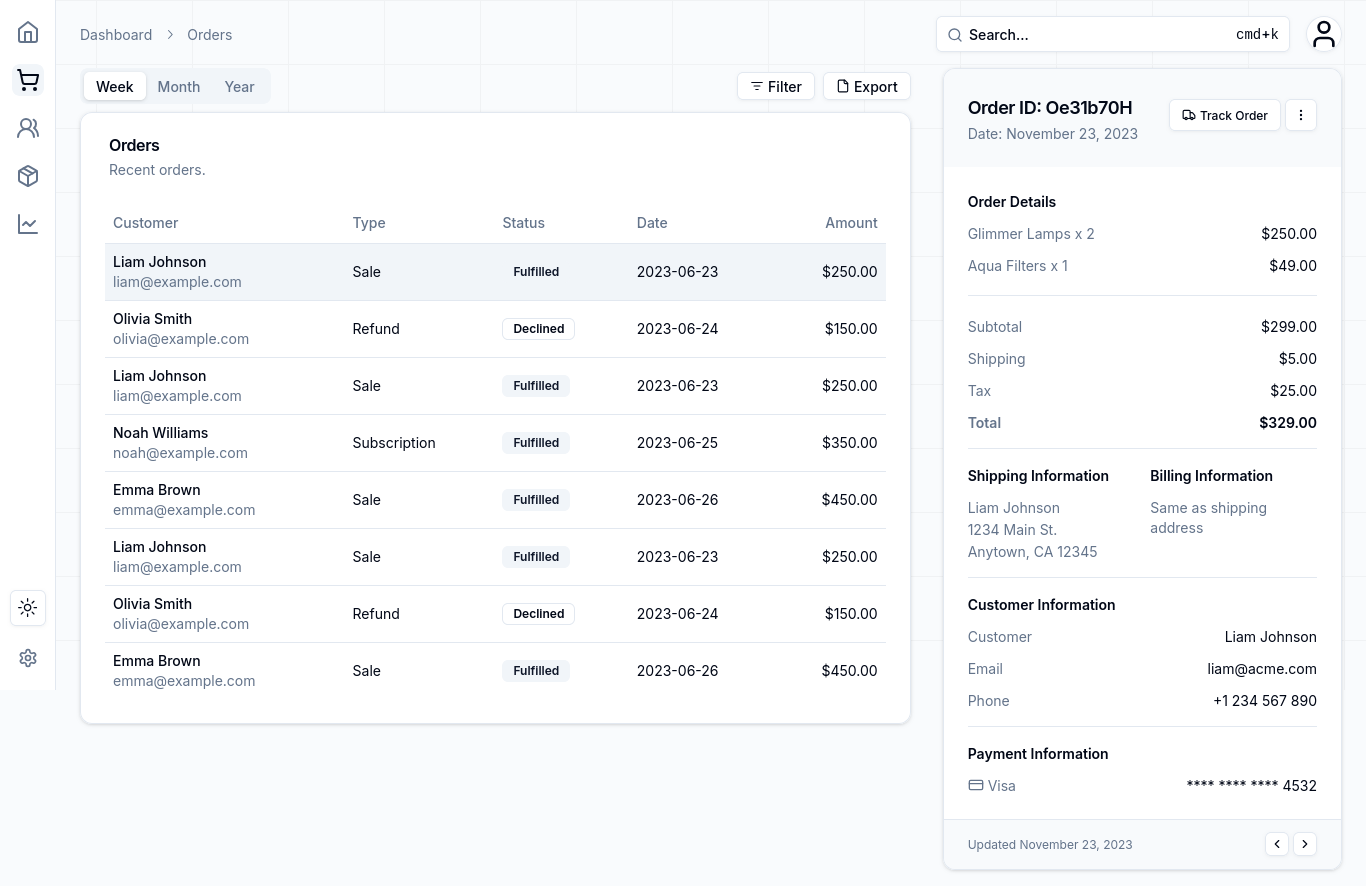 Dashboard > Orders
Search... cmd+k
Week Month Year
Filter Export
Orders
Recent orders.
Customer Type Status Date Amount
Liam Johnson
liam@example.com
Sale Fulfilled 2023-06-23 $250.00
Olivia Smith
olivia@example.com
Refund Declined 2023-06-24 $150.00
Liam Johnson
liam@example.com
Sale Fulfilled 2023-06-23 $250.00
Noah Williams
noah@example.com
Subscription Fulfilled 2023-06-25 $350.00
Emma Brown
emma@example.com
Sale Fulfilled 2023-06-26 $450.00
Liam Johnson
liam@example.com
Sale Fulfilled 2023-06-23 $250.00
Olivia Smith
olivia@example.com
Refund Declined 2023-06-24 $150.00
Emma Brown
emma@example.com
Sale Fulfilled 2023-06-26 $450.00
Order ID: Oe31b70H
Date: November 23, 2023
Track Order
Order Details
Glimmer Lamps x 2 $250.00
Aqua Filters x 1 $49.00
Subtotal $299.00
Shipping $5.00
Tax $25.00
Total $329.00
Shipping Information
Liam Johnson
1234 Main St.
Anytown, CA 12345
Billing Information
Same as shipping
address
Customer Information
Customer Liam Johnson
Email liam@acme.com
Phone +1 234 567 890
Payment Information
Visa **** **** **** 4532
Updated November 23, 2023